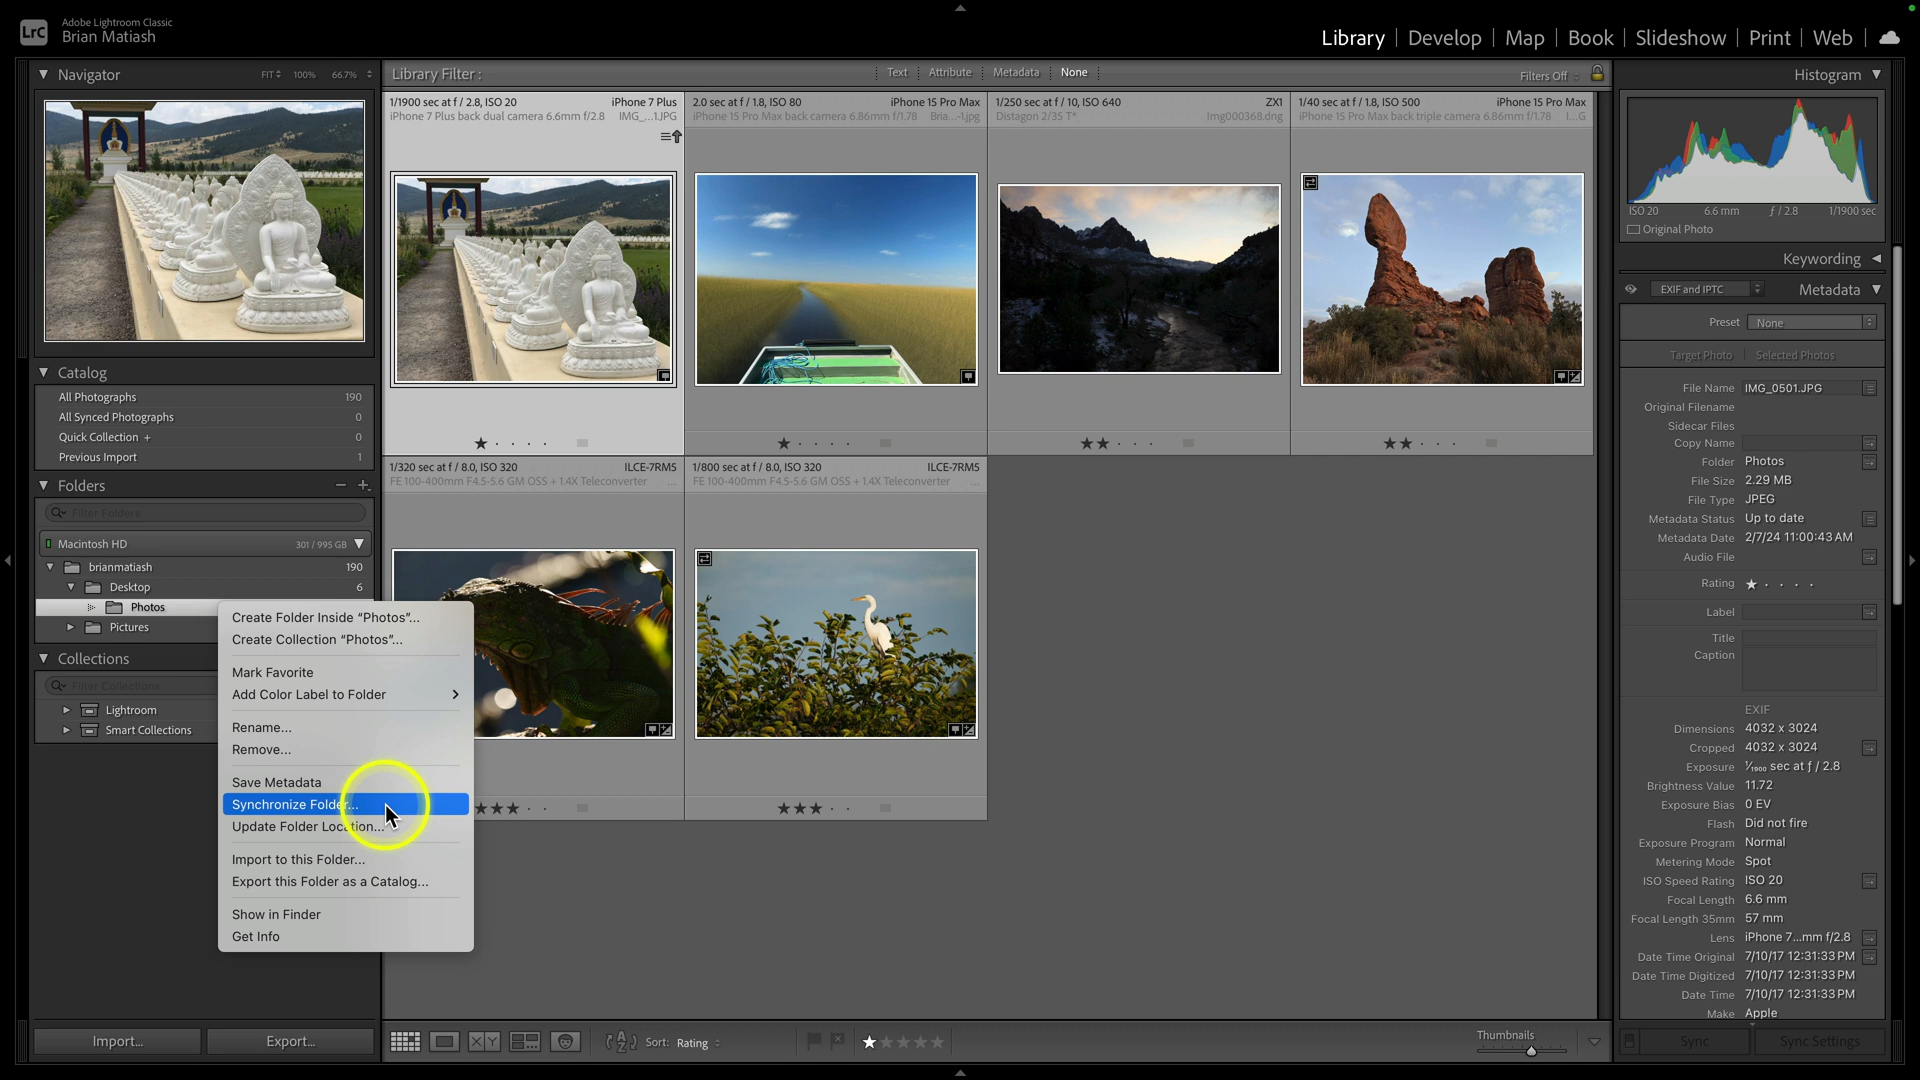 LrC
Adobe Lightroom Classic
Brian Matiash
Library | Develop | Map | Book | Slideshow | Print | Web
Navigator FIT 100% 66.7%
Catalog
All Photographs 190
All Synced Photographs 0
Quick Collection + 0
Previous Import 1
Folders
Filter Folders
Macintosh HD 301 / 995 GB
brianmatiash 190
Desktop 6
Photos
Pictures
Collections
Filter Collections
Lightroom
Smart Collections
Create Folder Inside “Photos”...
Create Collection “Photos”...
Mark Favorite
Add Color Label to Folder
Rename...
Remove...
Save Metadata
Synchronize Folder...
Update Folder Location...
Import to this Folder...
Export this Folder as a Catalog...
Show in Finder
Get Info
Import...
Export...
Library Filter :
Text Attribute Metadata None
Filters Off
1/1900 sec at f / 2.8, ISO 20 iPhone 7 Plus
iPhone 7 Plus back dual camera 6.6mm f/2.8 IMG_...1.JPG
2.0 sec at f / 1.8, ISO 80 iPhone 15 Pro Max
iPhone 15 Pro Max back camera 6.86mm f/1.78 Bria...-1.jpg
1/250 sec at f / 10, ISO 640 ZX1
Distagon 2/35 T* Img000368.dng
1/40 sec at f / 1.8, ISO 500 iPhone 15 Pro Max
iPhone 15 Pro Max back triple camera 6.86mm f/1.78 I...G
1/320 sec at f / 8.0, ISO 320 ILCE-7RM5
FE 100-400mm F4.5-5.6 GM OSS + 1.4X Teleconverter ...
1/800 sec at f / 8.0, ISO 320 ILCE-7RM5
FE 100-400mm F4.5-5.6 GM OSS + 1.4X Teleconverter ...
XY
AZ
Sort: Rating
Thumbnails
Histogram
ISO 20 6.6 mm ƒ / 2.8 1/1900 sec
Original Photo
Keywording
EXIF and IPTC Metadata
Preset None
Target Photo Selected Photos
File Name IMG_0501.JPG
Original Filename
Sidecar Files
Copy Name
Folder Photos
File Size 2.29 MB
File Type JPEG
Metadata Status Up to date
Metadata Date 2/7/24 11:00:43 AM
Audio File
Rating
Label
Title
Caption
EXIF
Dimensions 4032 x 3024
Cropped 4032 x 3024
Exposure 1/1900 sec at ƒ / 2.8
Brightness Value 11.72
Exposure Bias 0 EV
Flash Did not fire
Exposure Program Normal
Metering Mode Spot
ISO Speed Rating ISO 20
Focal Length 6.6 mm
Focal Length 35mm 57 mm
Lens iPhone 7...mm f/2.8
Date Time Original 7/10/17 12:31:33 PM
Date Time Digitized 7/10/17 12:31:33 PM
Date Time 7/10/17 12:31:33 PM
Make Apple
Sync Sync Settings